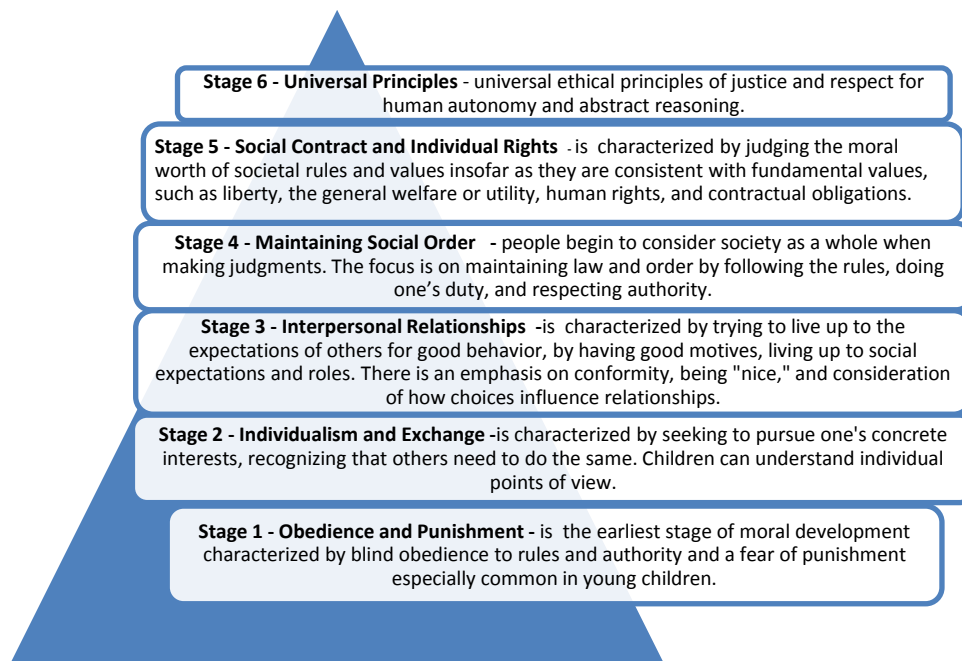 Stage 6 - Universal Principles - universal ethical principles of justice and respect for
human autonomy and abstract reasoning.
Stage 5 - Social Contract and Individual Rights - is characterized by judging the moral
worth of societal rules and values insofar as they are consistent with fundamental values,
such as liberty, the general welfare or utility, human rights, and contractual obligations.
Stage 4 - Maintaining Social Order - people begin to consider society as a whole when
making judgments. The focus is on maintaining law and order by following the rules, doing
one’s duty, and respecting authority.
Stage 3 - Interpersonal Relationships -is characterized by trying to live up to the
expectations of others for good behavior, by having good motives, living up to social
expectations and roles. There is an emphasis on conformity, being "nice," and consideration
of how choices influence relationships.
Stage 2 - Individualism and Exchange -is characterized by seeking to pursue one's concrete
interests, recognizing that others need to do the same. Children can understand individual
points of view.
Stage 1 - Obedience and Punishment - is the earliest stage of moral development
characterized by blind obedience to rules and authority and a fear of punishment
especially common in young children.